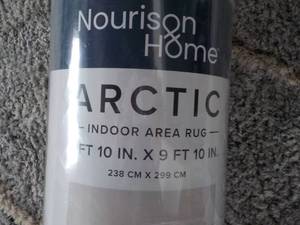 Nourison
& Home
ARCTIC
INDOOR AREA RUG
FT 10 IN. X 9 FT 10 IN.
238 CM X 299 CM